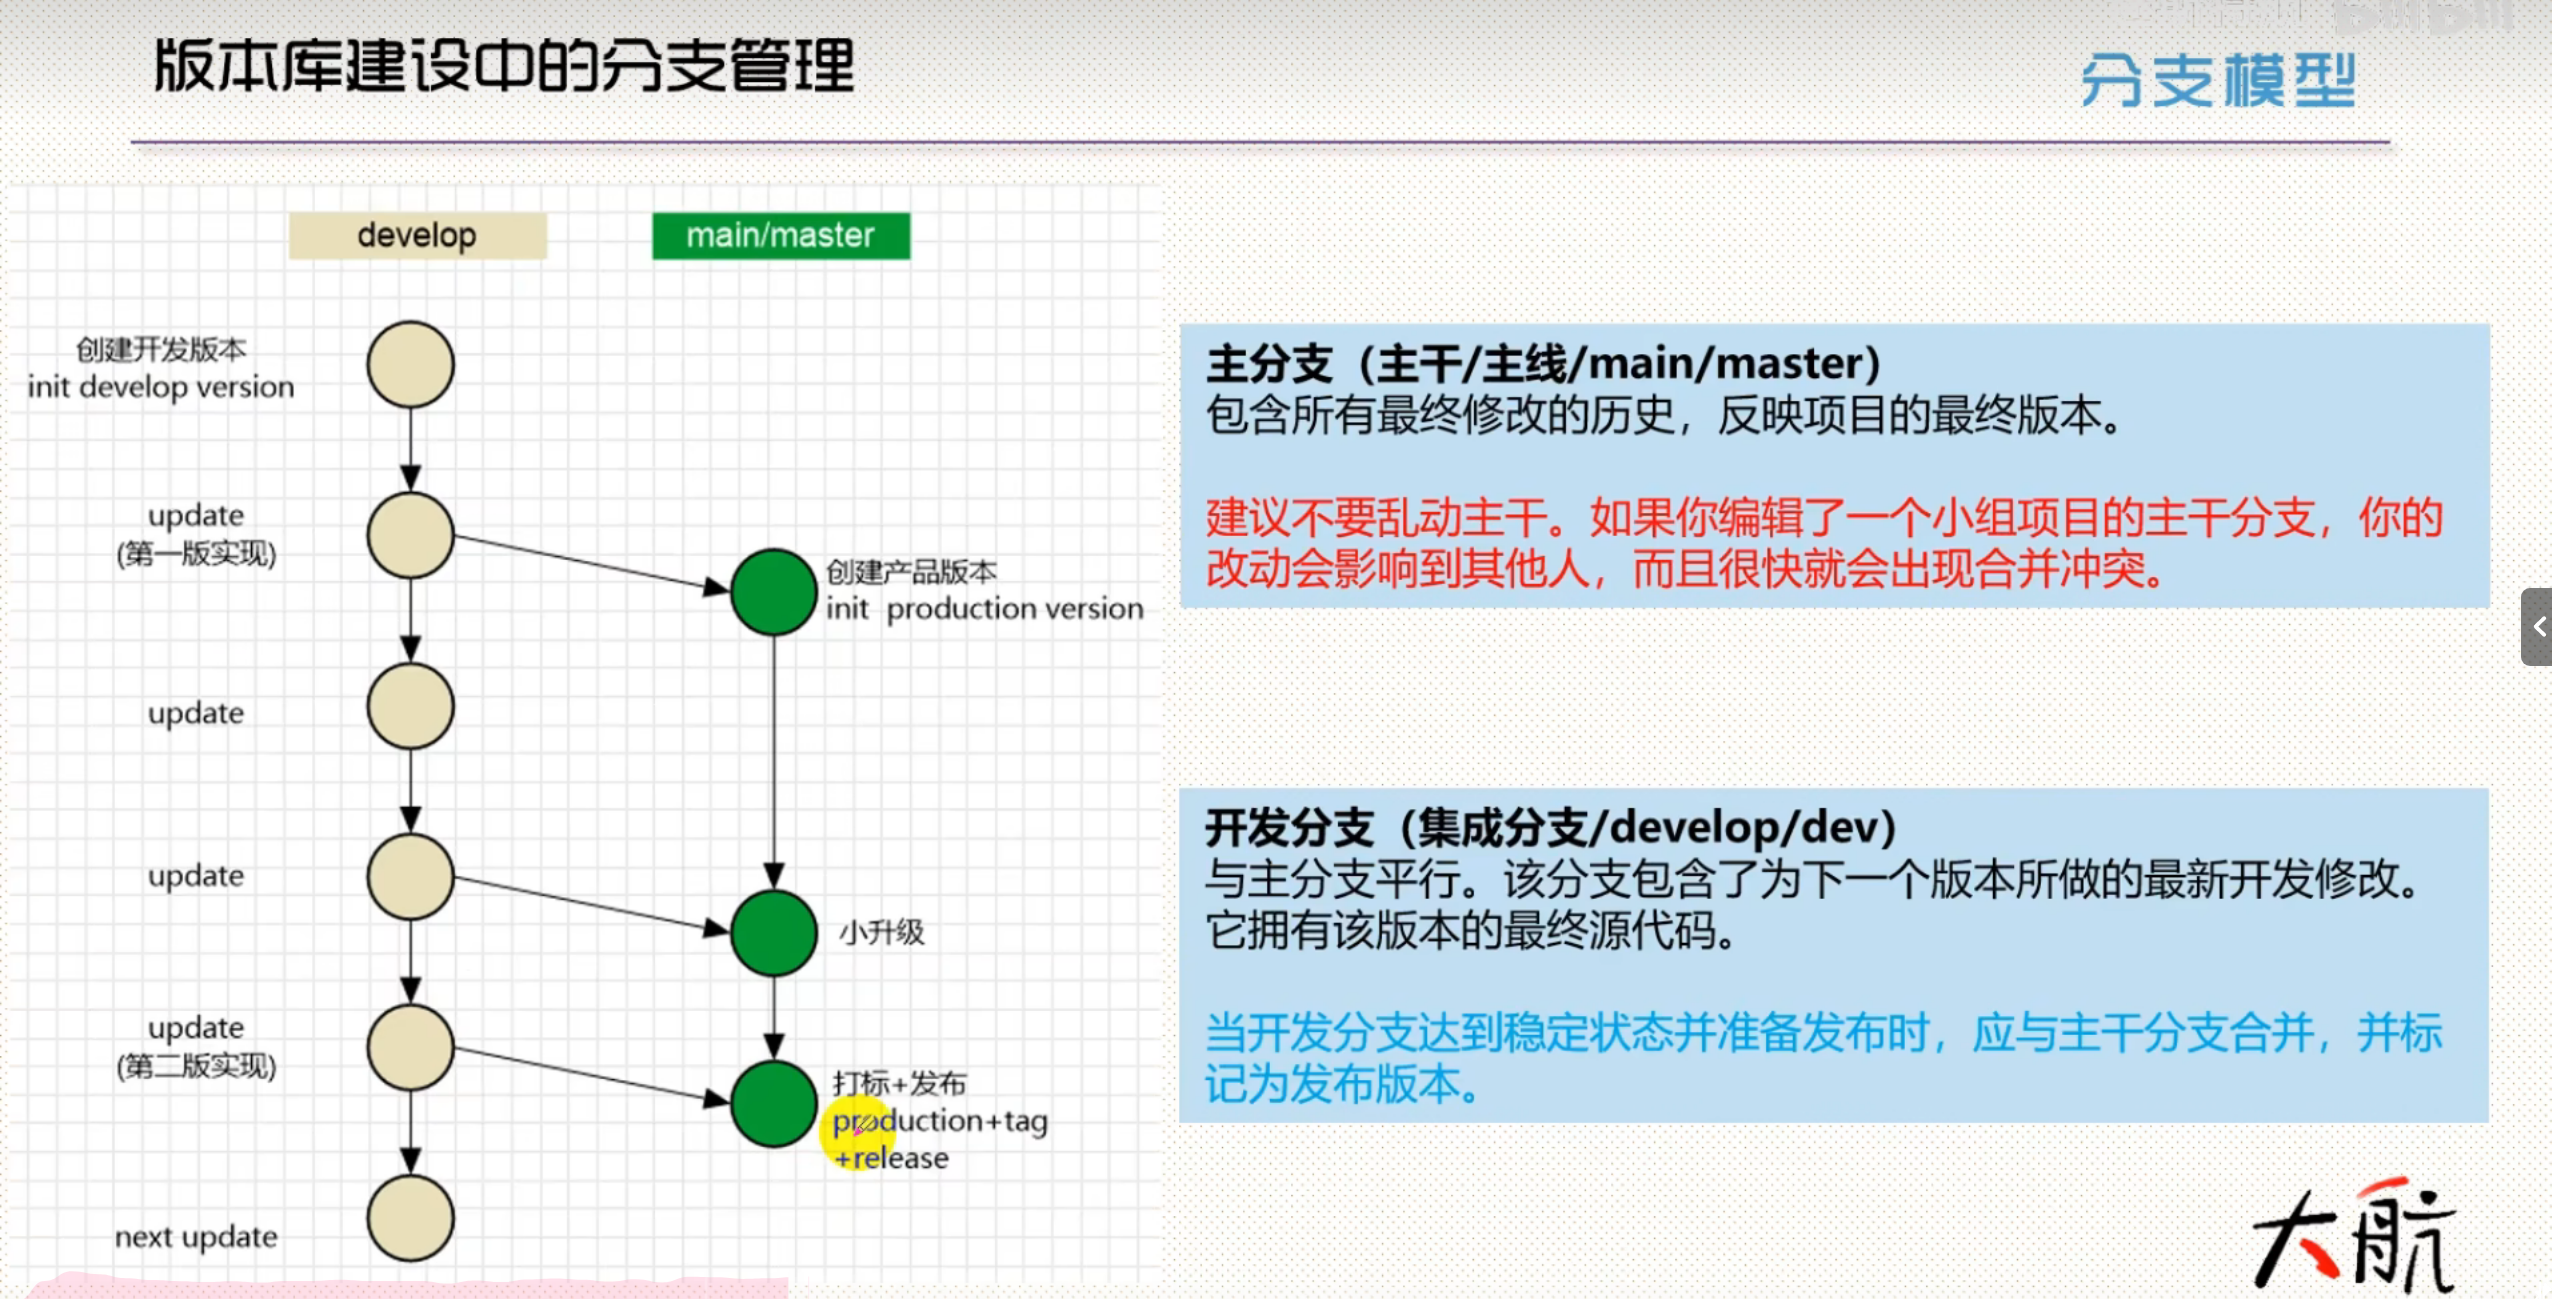 版本库建设中的分支管理
分支模型
develop
main/master
创建开发版本
init develop version
update
(第一版实现)
创建产品版本
init production version
update
update
小升级
update
(第二版实现)
打标+发布
production+tag
+release
next update
主分支（主干/主线/main/master）
包含所有最终修改的历史，反映项目的最终版本。
建议不要乱动主干。如果你编辑了一个小组项目的主干分支，你的
改动会影响到其他人，而且很快就会出现合并冲突。
开发分支（集成分支/develop/dev）
与主分支平行。该分支包含了为下一个版本所做的最新开发修改。
它拥有该版本的最终源代码。
当开发分支达到稳定状态并准备发布时，应与主干分支合并，并标
记为发布版本。
大航